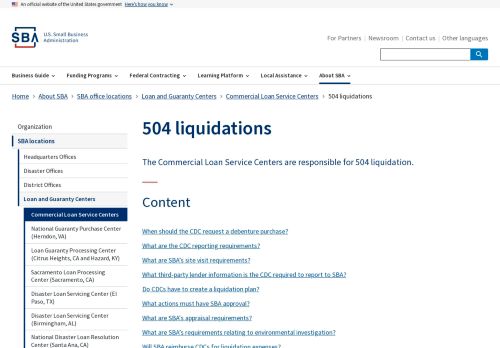 An official website of the United States government Here's how you know
SBA U.S. Small Business
Administration
For Partners Newsroom Contact us Other languages
Business Guide Funding Programs Federal Contracting Learning Platform Local Assistance About SBA
Home › About SBA › SBA office locations › Loan and Guaranty Centers › Commercial Loan Service Centers › 504 liquidations
Organization
SBA locations
Headquarters Offices
Disaster Offices
District Offices
Loan and Guaranty Centers
Commercial Loan Service Centers
National Guaranty Purchase Center
(Herndon, VA)
Loan Guaranty Processing Center
(Citrus Heights, CA and Hazard, KY)
Sacramento Loan Processing
Center (Sacramento, CA)
Disaster Loan Servicing Center (El
Paso, TX)
Disaster Loan Servicing Center
(Birmingham, AL)
National Disaster Loan Resolution
Center (Santa Ana, CA)
504 liquidations
The Commercial Loan Service Centers are responsible for 504 liquidation.
Content
When should the CDC request a debenture purchase?
What are the CDC reporting requirements?
What are SBA's site visit requirements?
What third-party lender information is the CDC required to report to SBA?
Do CDCs have to create a liquidation plan?
What actions must have SBA approval?
What are SBA's appraisal requirements?
What are SBA's requirements relating to environmental investigation?
Will SBA reimburse CDCs for liquidation expenses?